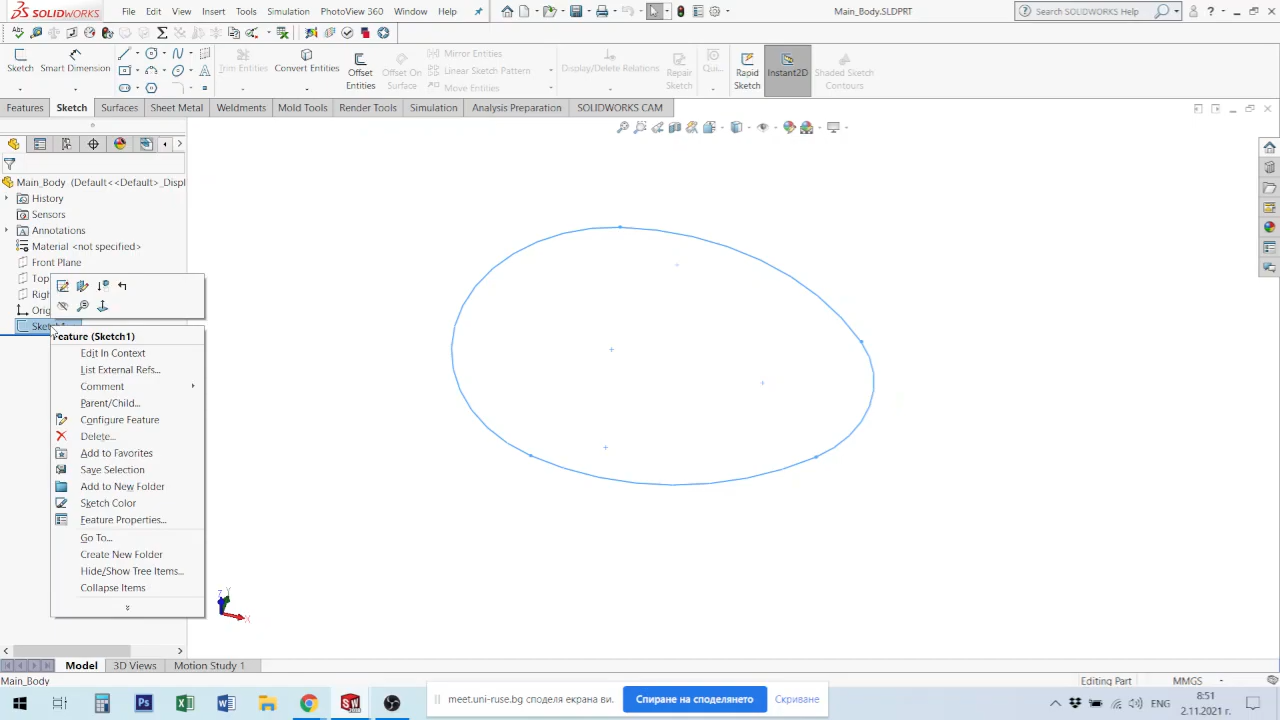 SOLIDWORKS
File Edit View Insert Tools Simulation PhotoView 360 Window Help
Main_Body.SLDPRT
Search SOLIDWORKS Help
Sketch
Smart Dimension
Trim Entities
Convert Entities
Offset Entities
Offset On Surface
Mirror Entities
Linear Sketch Pattern
Move Entities
Display/Delete Relations
Repair Sketch
Qui...
Rapid Sketch
Instant2D
Shaded Sketch Contours
Features Sketch Surfaces Sheet Metal Weldments Mold Tools Render Tools Simulation Analysis Preparation SOLIDWORKS CAM
Main_Body (Default<<Default>_Displ
History
Sensors
Annotations
Material <not specified>
Front Plane
Top
Righ
Orig
Sketch1
Feature (Sketch1)
Edit In Context
List External Refs...
Comment
Parent/Child...
Configure Feature
Delete...
Add to Favorites
Save Selection
Add to New Folder
Sketch Color
Feature Properties...
Go To...
Create New Folder
Hide/Show Tree Items...
Collapse Items
Z Y
X
Model 3D Views Motion Study 1
Main_Body
Editing Part
MMGS
meet.uni-ruse.bg споделя екрана ви.
Спиране на споделянето
Скриване
ENG
8:51
2.11.2021 г.